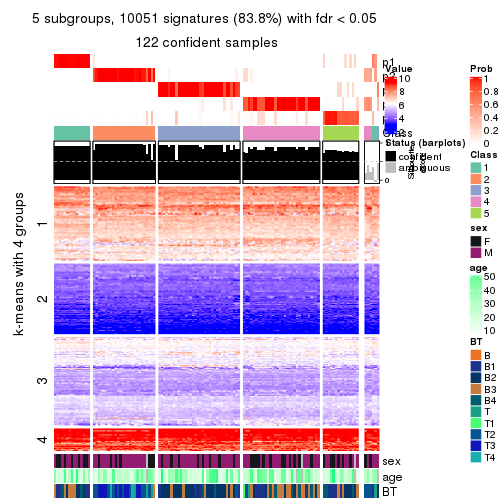 5 subgroups, 10051 signatures (83.8%) with fdr < 0.05
122 confident samples
p1
Class
k-means with 4 groups
1
2
3
4
sex
age
BT
Value
10
8
6
4
Status (barplots)
confident
ambiguous
0
Prob
1
0.8
0.6
0.4
0.2
0
Class
1
2
3
4
5
sex
F
M
age
50
40
30
20
10
BT
B
B1
B2
B3
B4
T
T1
T2
T3
T4